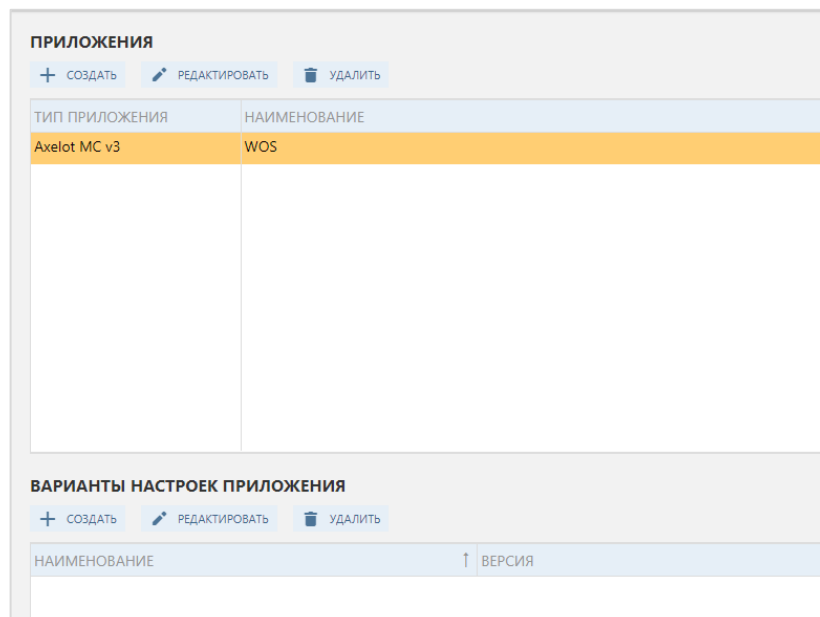 ПРИЛОЖЕНИЯ
СОЗДАТЬ РЕДАКТИРОВАТЬ УДАЛИТЬ
ТИП ПРИЛОЖЕНИЯ НАИМЕНОВАНИЕ
Axelot MC v3 WOS
ВАРИАНТЫ НАСТРОЕК ПРИЛОЖЕНИЯ
СОЗДАТЬ РЕДАКТИРОВАТЬ УДАЛИТЬ
НАИМЕНОВАНИЕ ВЕРСИЯ